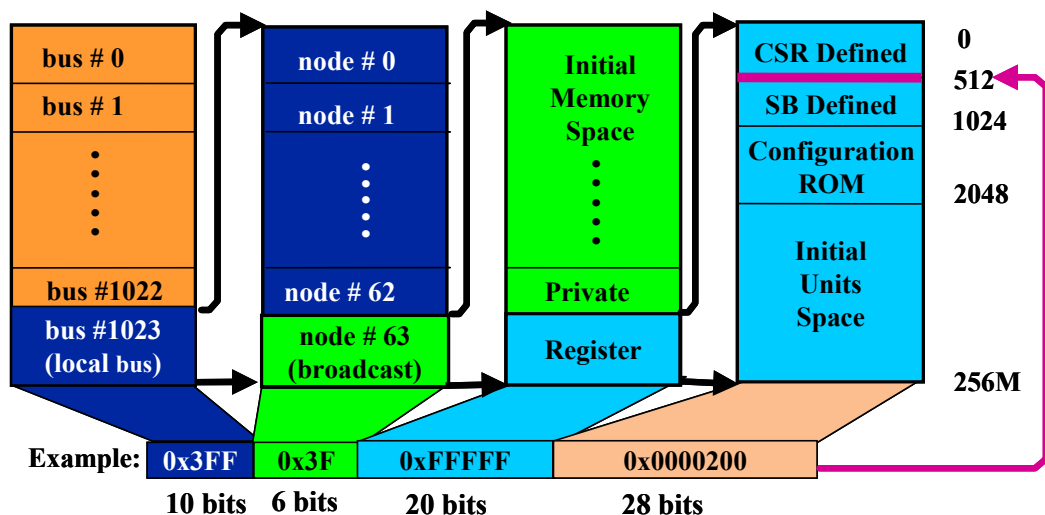 bus # 0
bus # 1
bus #1022
bus #1023
(local bus)
node # 0
node # 1
node # 62
node # 63
(broadcast)
Initial
Memory
Space
Private
Register
CSR Defined
SB Defined
Configuration
ROM
Initial
Units
Space
0
512
1024
2048
256M
Example: 0x3FF 0x3F 0xFFFFF 0x0000200
10 bits 6 bits 20 bits 28 bits